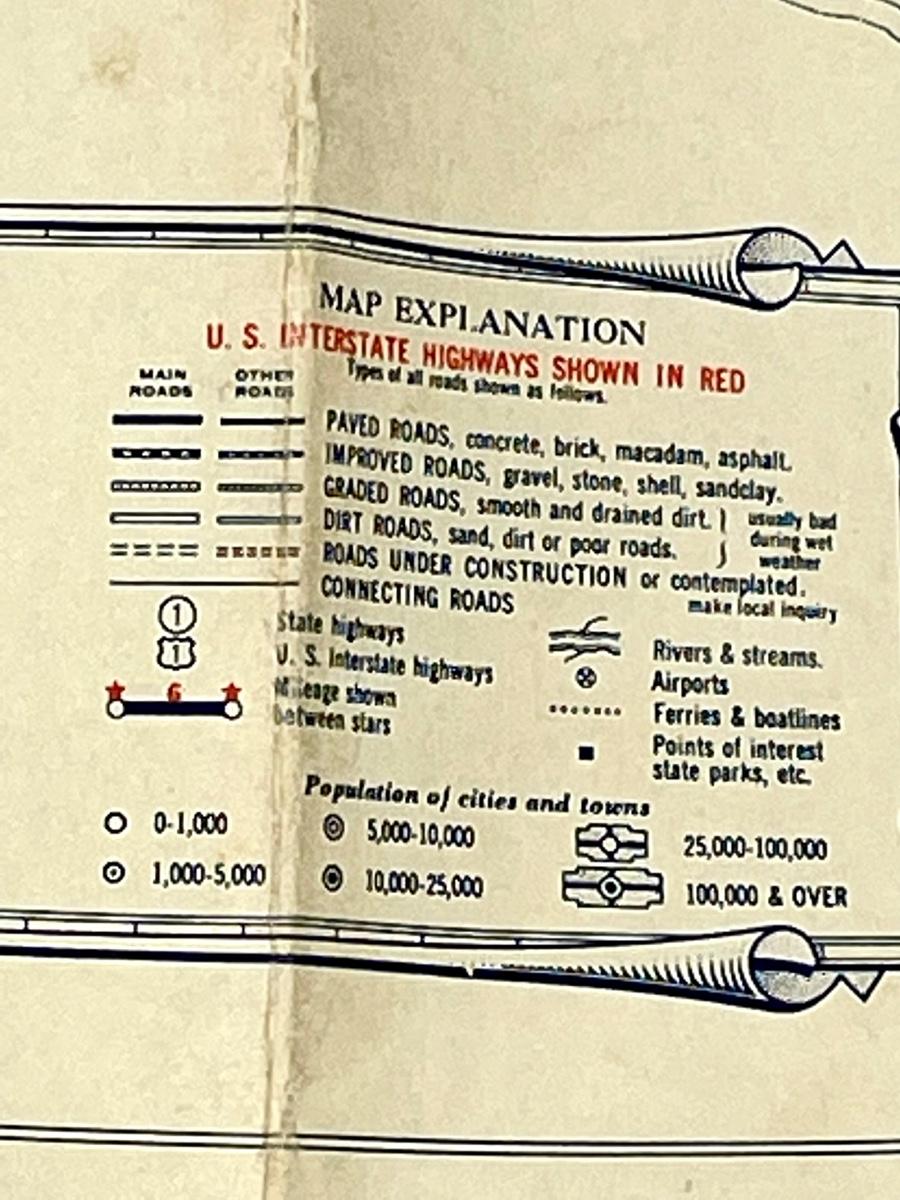 MAP EXPLANATION
U. S. INTERSTATE HIGHWAYS SHOWN IN RED
Types of all roads shown as follows.
MAIN ROADS
OTHER ROADS
PAVED ROADS, concrete, brick, macadam, asphalt.
IMPROVED ROADS, gravel, stone, shell, sandclay.
GRADED ROADS, smooth and drained dirt.
DIRT ROADS, sand, dirt or poor roads.
usually bad
during wet
weather
ROADS UNDER CONSTRUCTION or contemplated.
make local inquiry
CONNECTING ROADS
1 State highways
1 U. S. Interstate highways
6 Mileage shown
between stars
Rivers & streams.
Airports
Ferries & boatlines
Points of interest
state parks, etc.
Population of cities and towns
0-1,000
5,000-10,000
25,000-100,000
1,000-5,000
10,000-25,000
100,000 & OVER